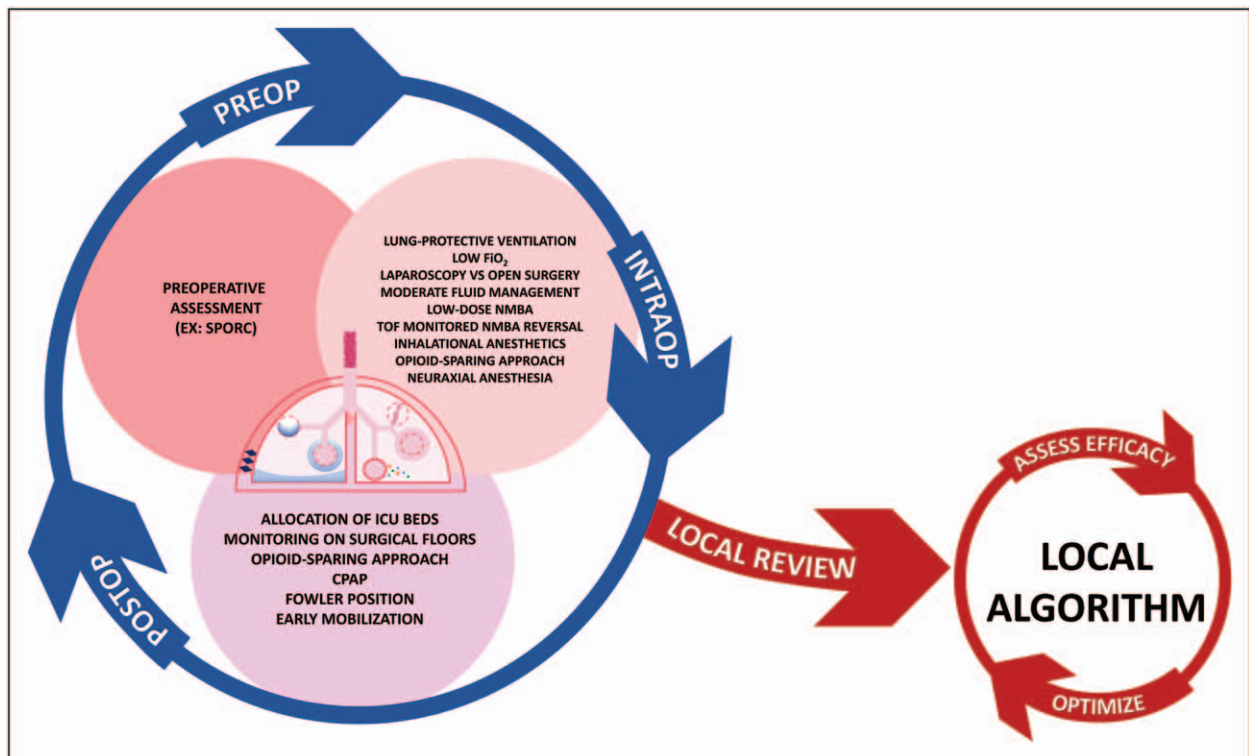 PREOP
PREOPERATIVE
ASSESSMENT
(EX: SPORC)
LUNG-PROTECTIVE VENTILATION
LOW FiO₂
LAPAROSCOPY VS OPEN SURGERY
MODERATE FLUID MANAGEMENT
LOW-DOSE NMBA
TOF MONITORED NMBA REVERSAL
INHALATIONAL ANESTHETICS
OPIOID-SPARING APPROACH
NEURAXIAL ANESTHESIA
INTRAOP
ALLOCATION OF ICU BEDS
MONITORING ON SURGICAL FLOORS
OPIOID-SPARING APPROACH
CPAP
FOWLER POSITION
EARLY MOBILIZATION
POSTOP
LOCAL REVIEW
ASSESS EFFICACY
LOCAL
ALGORITHM
OPTIMIZE